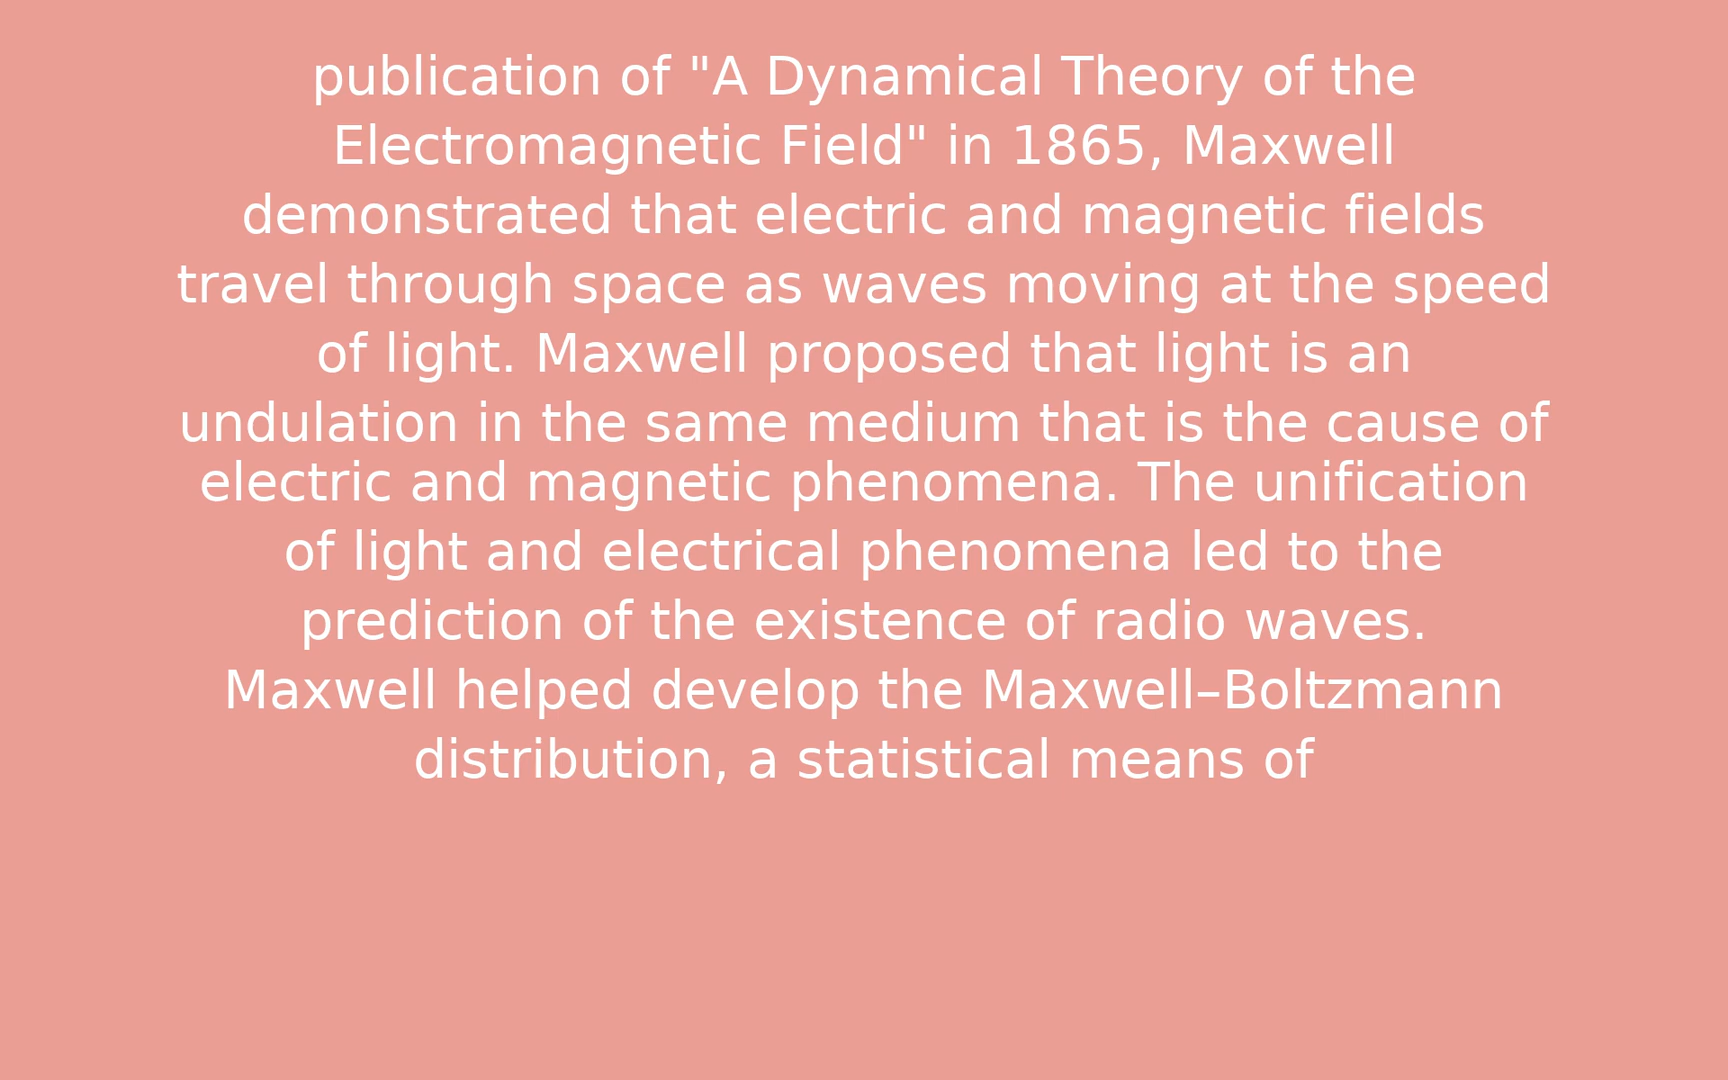 publication of "A Dynamical Theory of the
Electromagnetic Field" in 1865, Maxwell
demonstrated that electric and magnetic fields
travel through space as waves moving at the speed
of light. Maxwell proposed that light is an
undulation in the same medium that is the cause of
electric and magnetic phenomena. The unification
of light and electrical phenomena led to the
prediction of the existence of radio waves.
Maxwell helped develop the Maxwell–Boltzmann
distribution, a statistical means of